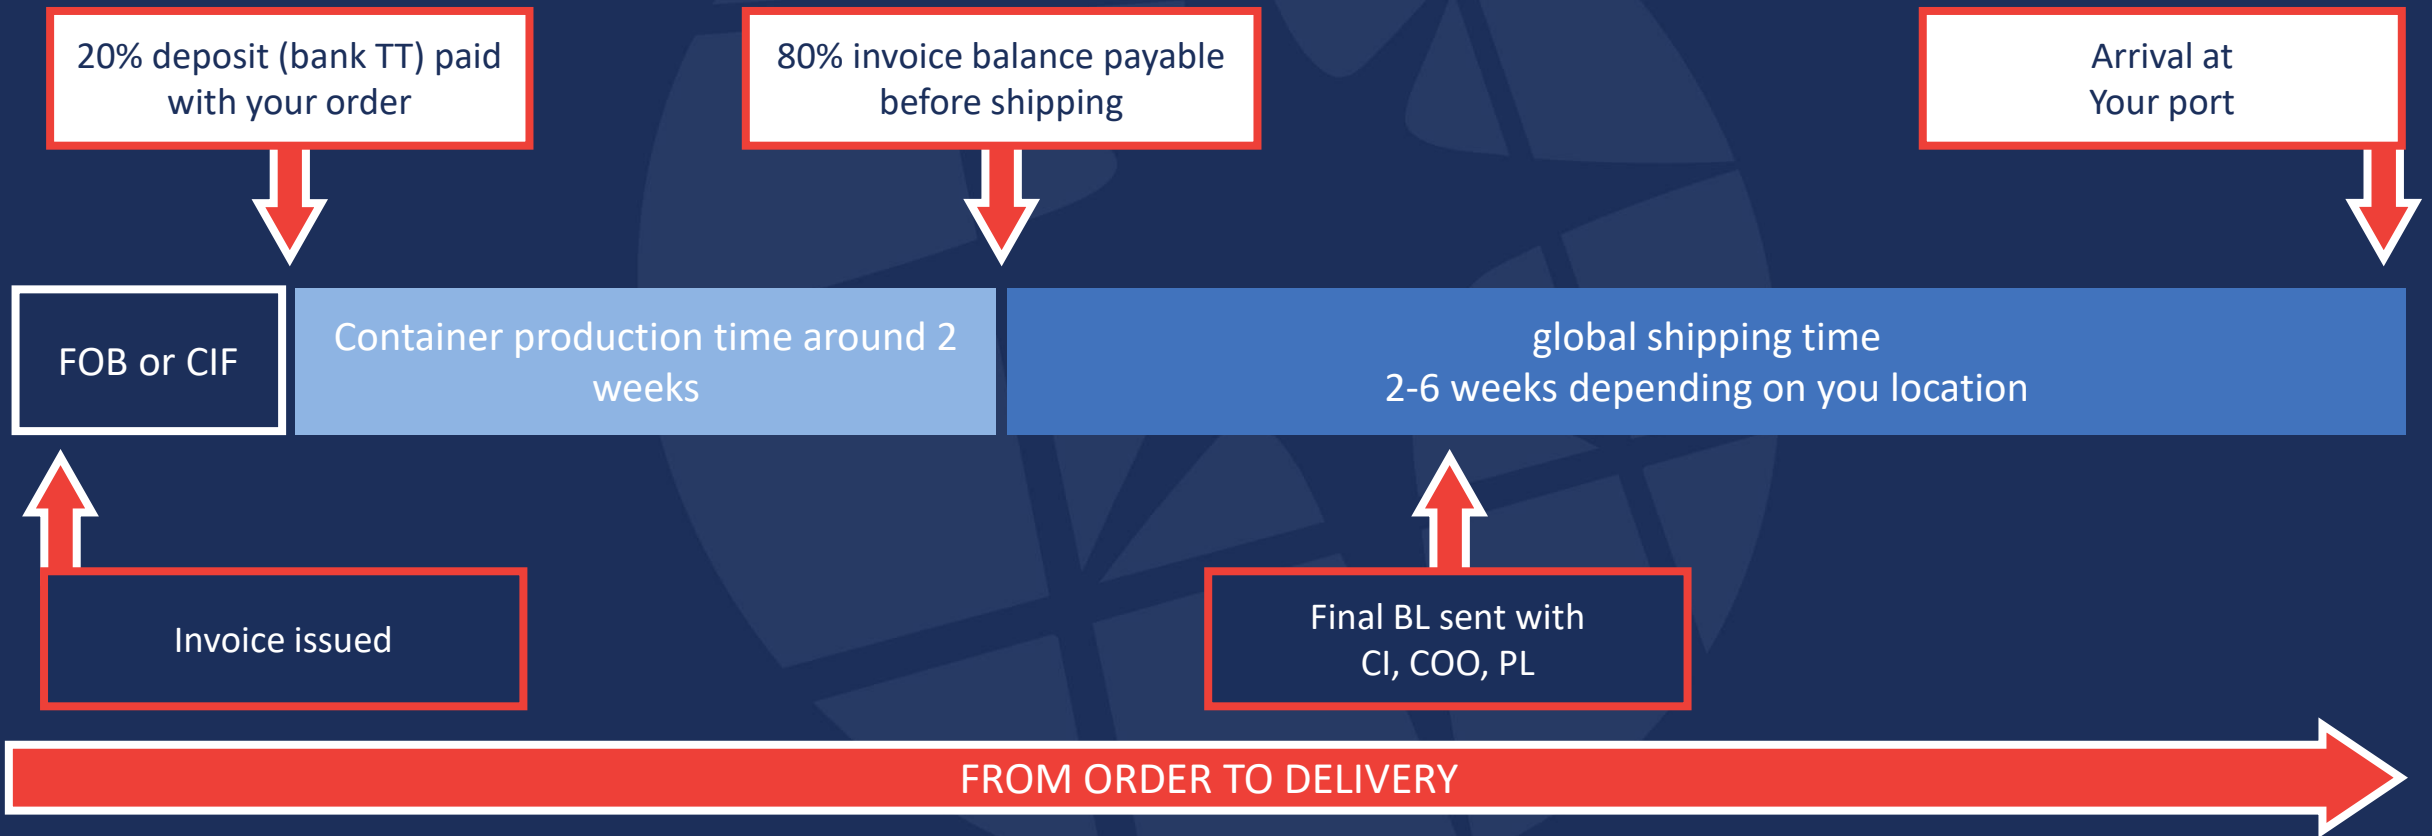 20% deposit (bank TT) paid
with your order
80% invoice balance payable
before shipping
Arrival at
Your port
FOB or CIF
Container production time around 2
weeks
global shipping time
2-6 weeks depending on you location
Invoice issued
Final BL sent with
CI, COO, PL
FROM ORDER TO DELIVERY